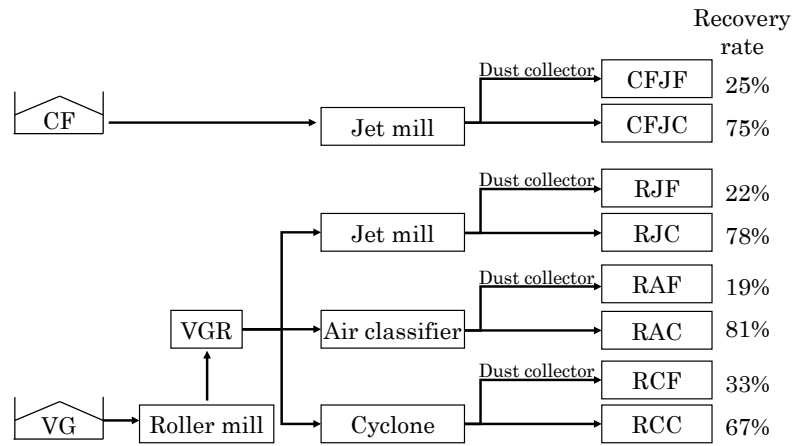 Recovery
rate
Dust collector
CFJF
25%
CF
Jet mill
CFJC
75%
Dust collector
RJF
22%
Jet mill
RJC
78%
Dust collector
RAF
19%
VGR
Air classifier
RAC
81%
Dust collector
RCF
33%
VG
Roller mill
Cyclone
RCC
67%